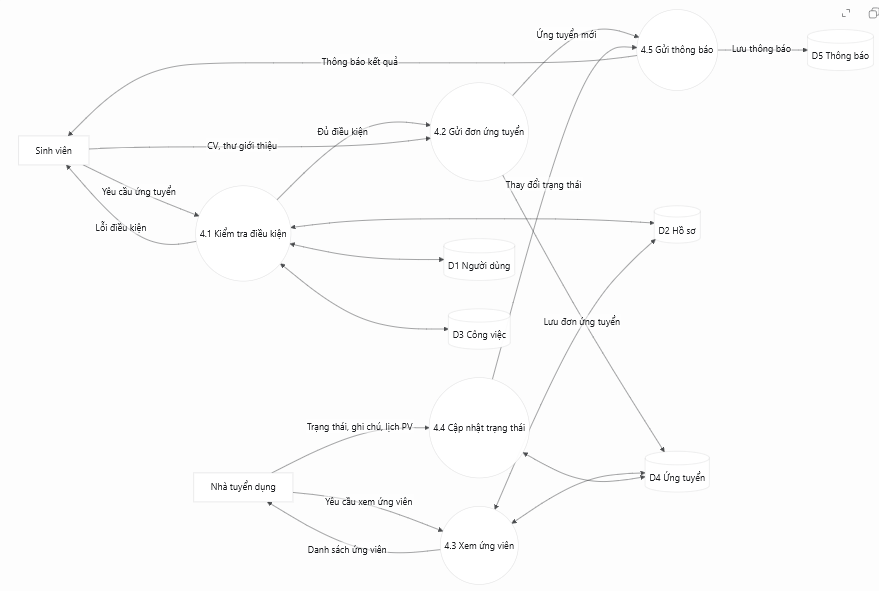 Ứng tuyển mới
4.5 Gửi thông báo
Lưu thông báo
D5 Thông báo
Thông báo kết quả
Đủ điều kiện
4.2 Gửi đơn ứng tuyển
Sinh viên
CV, thư giới thiệu
Yêu cầu ứng tuyển
Thay đổi trạng thái
Lỗi điều kiện
4.1 Kiểm tra điều kiện
D2 Hồ sơ
D1 Người dùng
Lưu đơn ứng tuyển
D3 Công việc
Trạng thái, ghi chú, lịch PV
4.4 Cập nhật trạng thái
D4 Ứng tuyển
Nhà tuyển dụng
Yêu cầu xem ứng viên
Danh sách ứng viên
4.3 Xem ứng viên